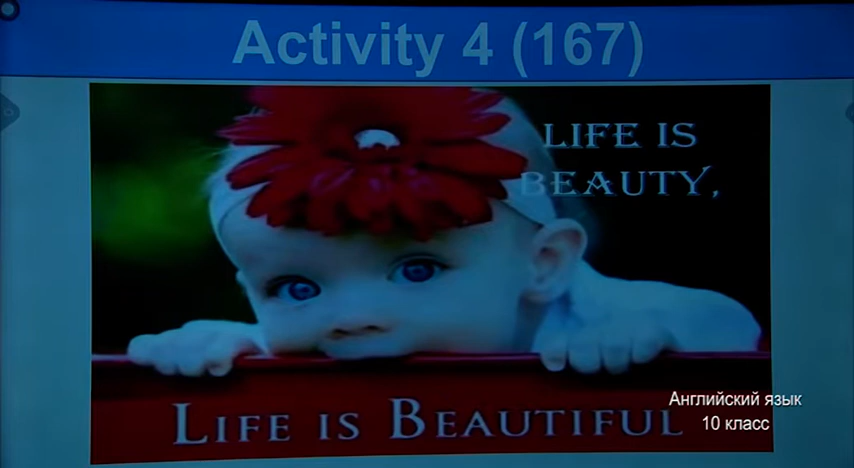 Activity 4 (167)
LIFE IS
BEAUTY,
LIFE IS BEAUTIFUL
Английский язык
10 класс